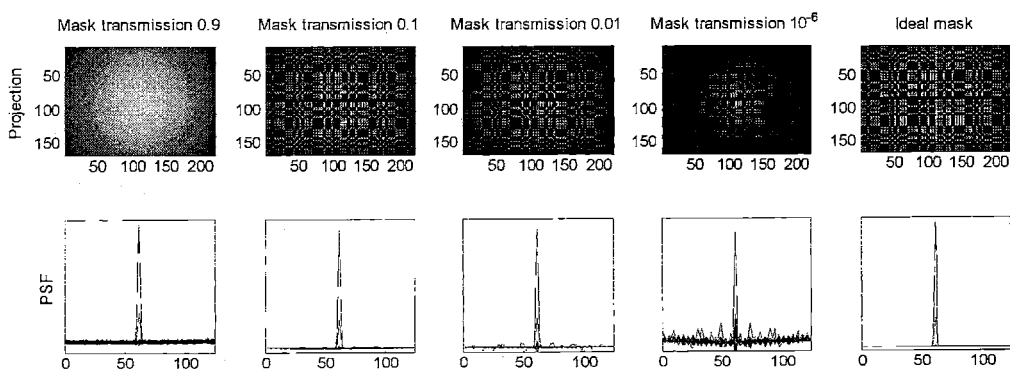 Mask transmission 0.9 Mask transmission 0.1 Mask transmission 0.01 Mask transmission 10⁻⁶ Ideal mask
Projection
50 50 50 50 50
100 100 100 100 100
150 150 150 150 150
50 100 150 200 50 100 150 200 50 100 150 200 50 100 150 200 50 100 150 200
PSF
0 50 100 0 50 100 0 50 100 0 50 100 0 50 100